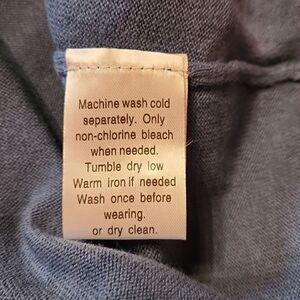 Machine wash cold
separately. Only
non-chlorine bleach
when needed.
Tumble dry low
Warm iron if needed
Wash once before
wearing.
or dry clean.